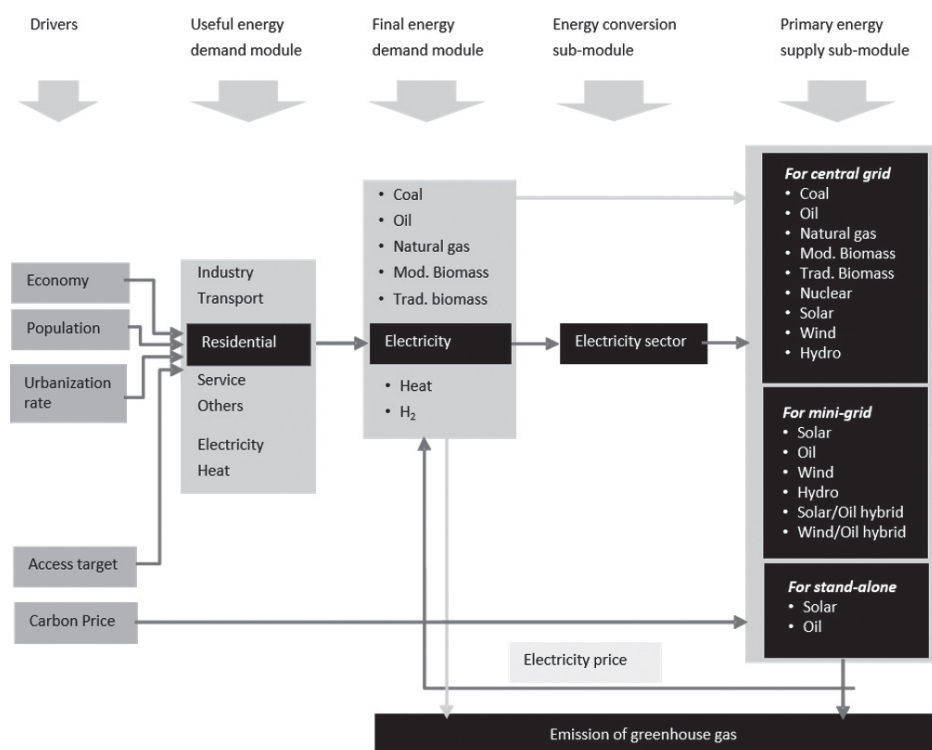 Drivers
Useful energy
demand module
Final energy
demand module
Energy conversion
sub-module
Primary energy
supply sub-module
Economy
Population
Urbanization
rate
Access target
Carbon Price
Industry
Transport
Residential
Service
Others
Electricity
Heat
• Coal
• Oil
• Natural gas
• Mod. Biomass
• Trad. biomass
Electricity
• Heat
• H₂
Electricity sector
For central grid
• Coal
• Oil
• Natural gas
• Mod. Biomass
• Trad. Biomass
• Nuclear
• Solar
• Wind
• Hydro
For mini-grid
• Solar
• Oil
• Wind
• Hydro
• Solar/Oil hybrid
• Wind/Oil hybrid
For stand-alone
• Solar
• Oil
Electricity price
Emission of greenhouse gas